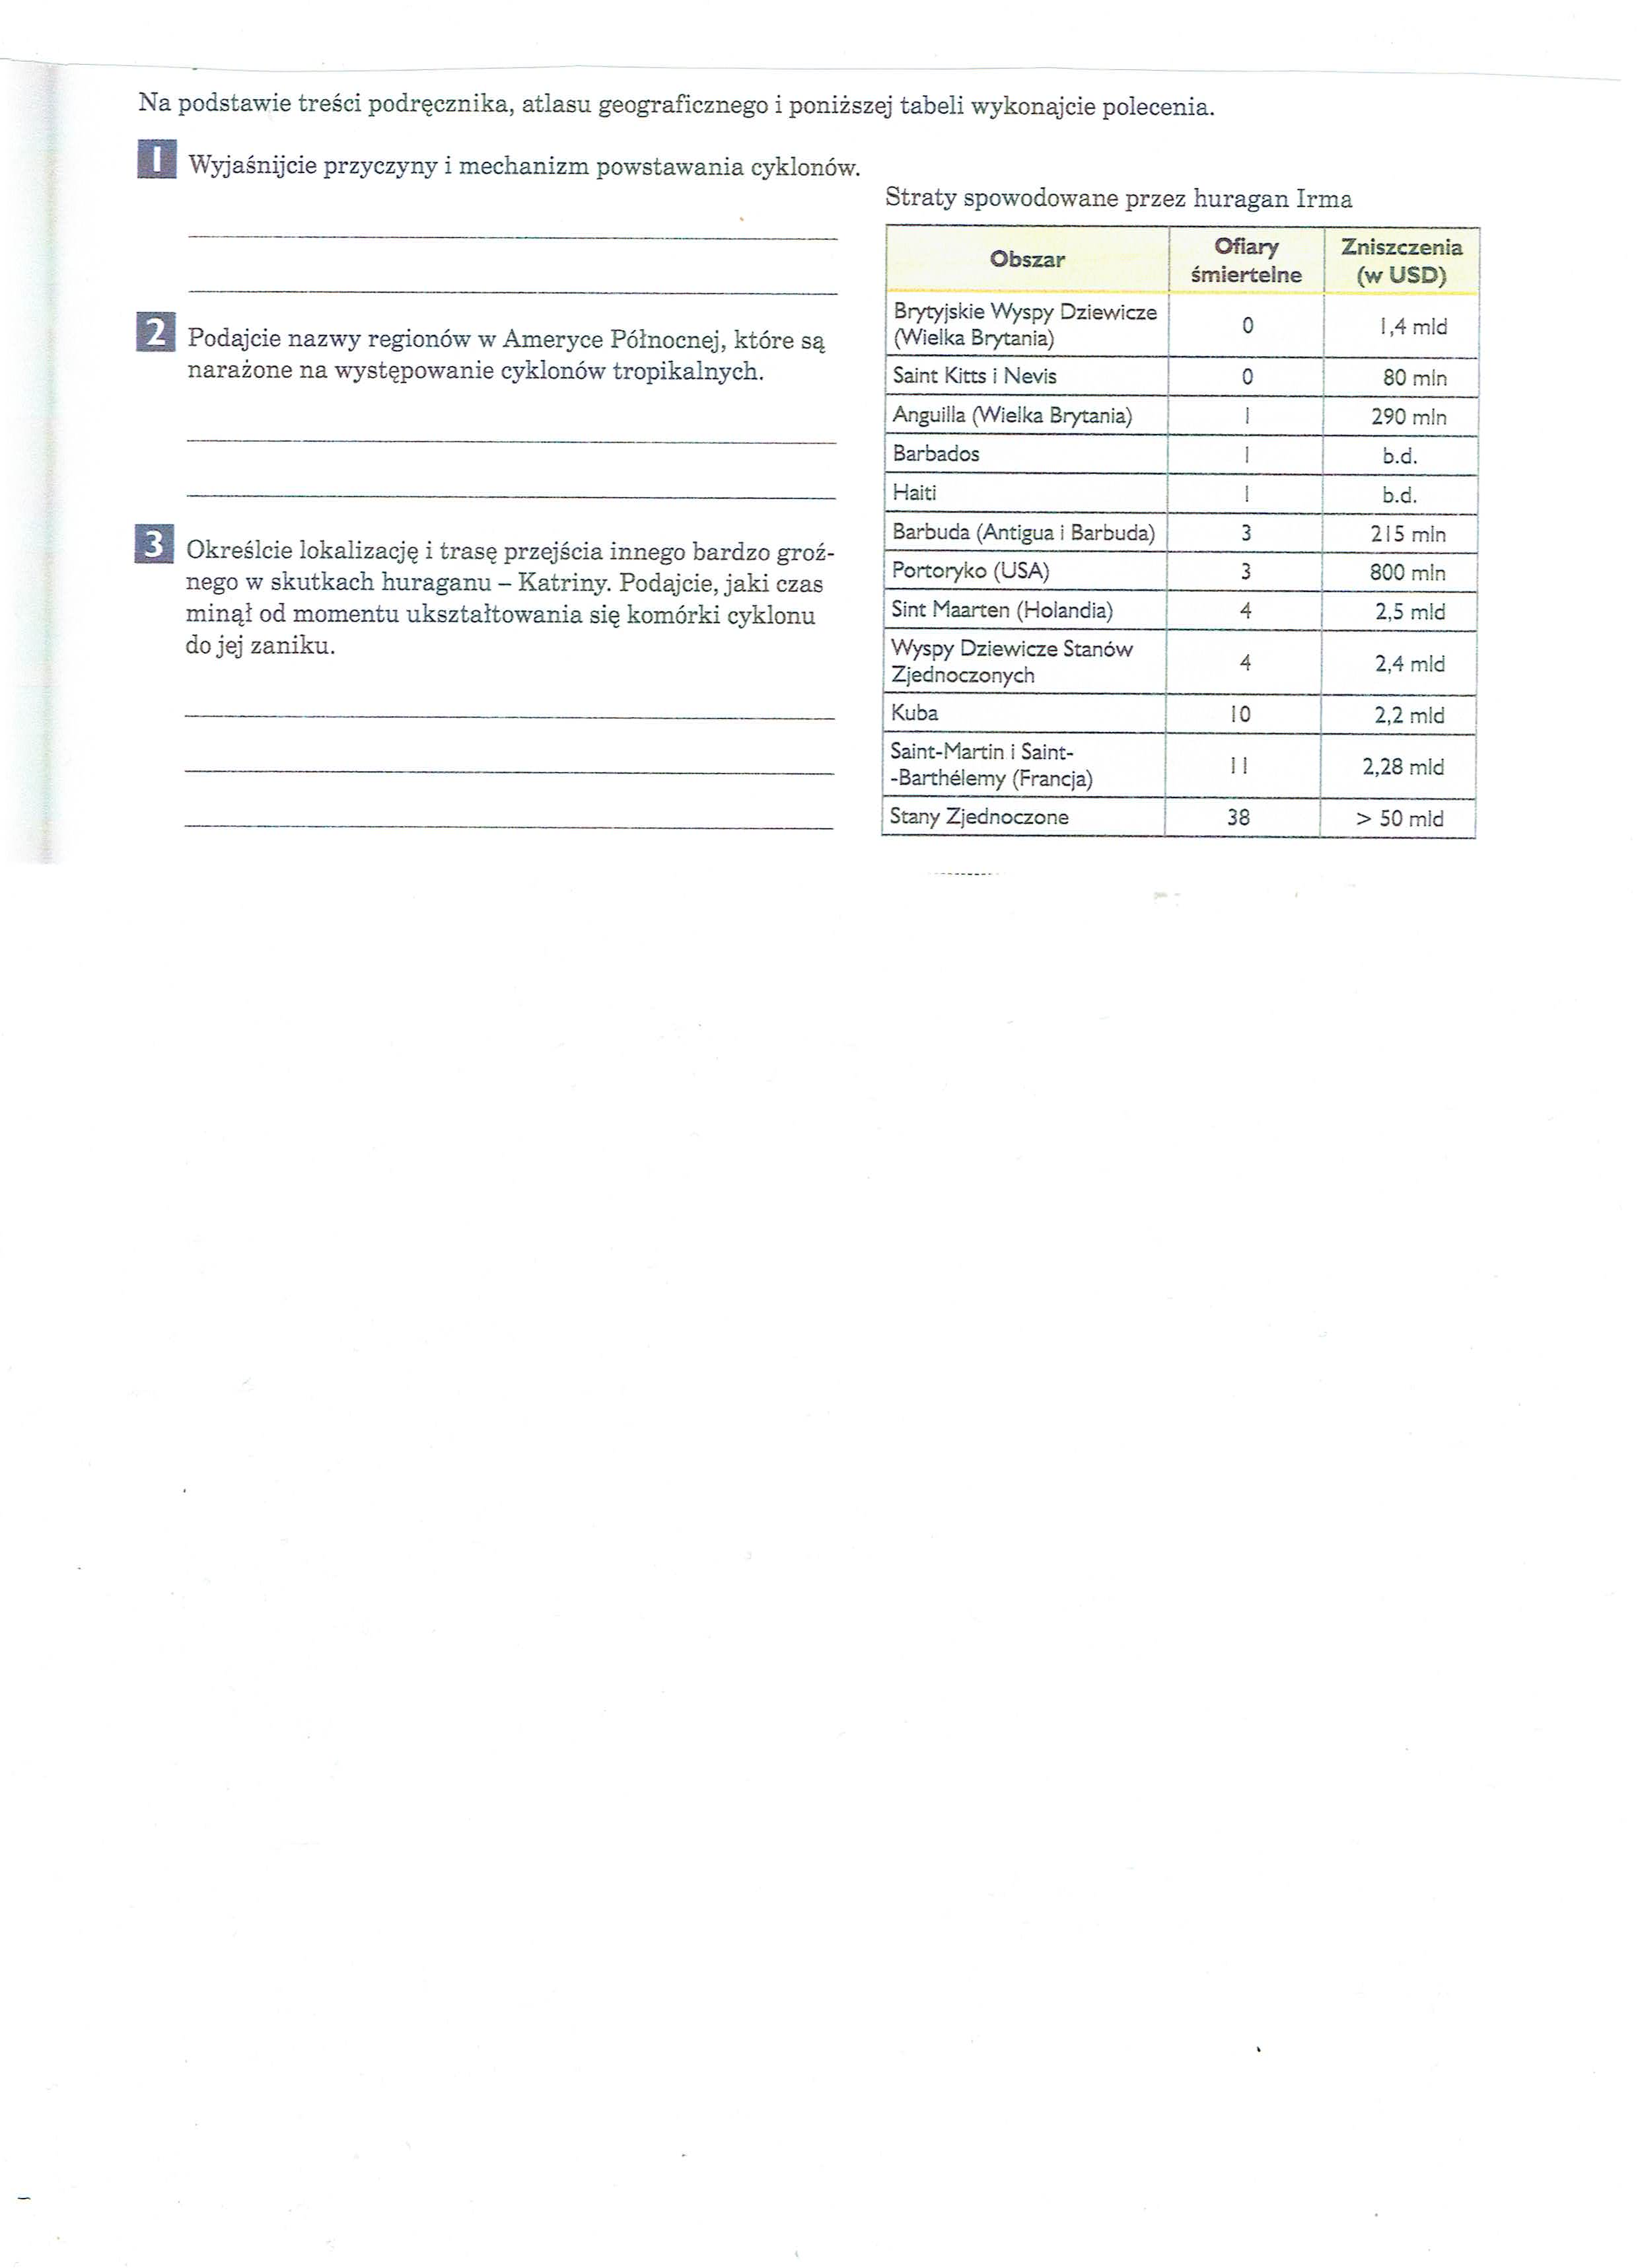 Na podstawie treści podręcznika, atlasu geograficznego i poniższej tabeli wykonajcie polecenia.
1 Wyjaśnijcie przyczyny i mechanizm powstawania cyklonów.
2 Podajcie nazwy regionów w Ameryce Północnej, które są
narażone na występowanie cyklonów tropikalnych.
3 Określcie lokalizację i trasę przejścia innego bardzo groź-
nego w skutkach huraganu – Katriny. Podajcie, jaki czas
minął od momentu ukształtowania się komórki cyklonu
do jej zaniku.
Straty spowodowane przez huragan Irma
Obszar Ofiary śmiertelne Zniszczenia (w USD)
Brytyjskie Wyspy Dziewicze
(Wielka Brytania) 0 1,4 mld
Saint Kitts i Nevis 0 80 mln
Anguilla (Wielka Brytania) 1 290 mln
Barbados 1 b.d.
Haiti 1 b.d.
Barbuda (Antigua i Barbuda) 3 215 mln
Portoryko (USA) 3 800 mln
Sint Maarten (Holandia) 4 2,5 mld
Wyspy Dziewicze Stanów
Zjednoczonych 4 2,4 mld
Kuba 10 2,2 mld
Saint-Martin i Saint-
-Barthélemy (Francja) 11 2,28 mld
Stany Zjednoczone 38 > 50 mld